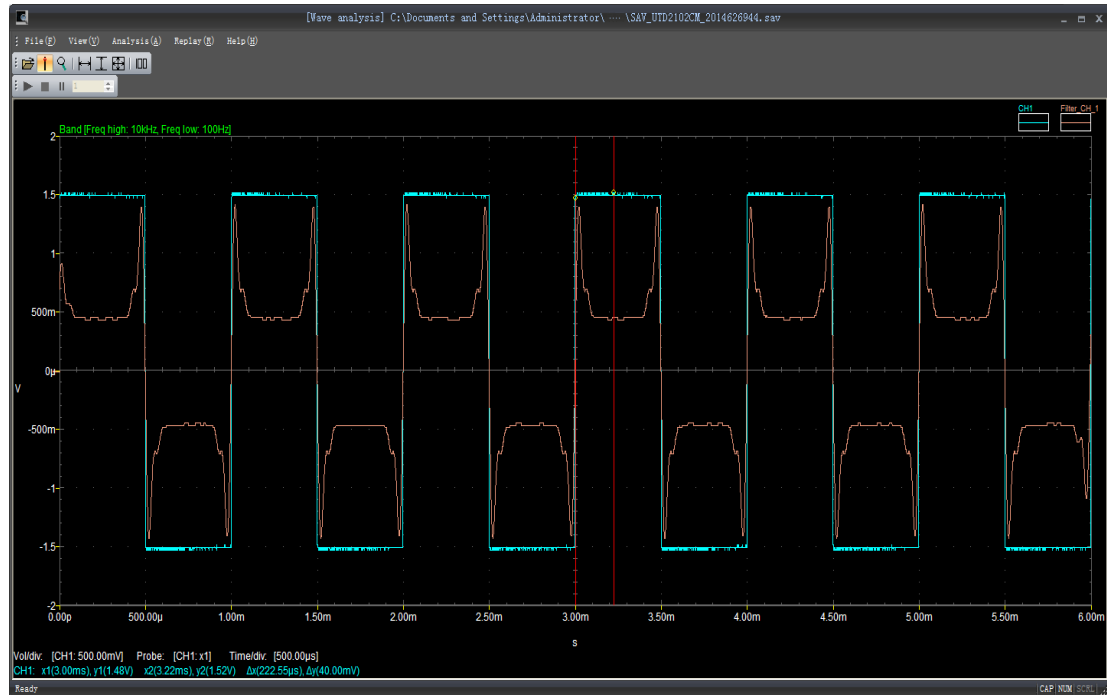 [Wave analysis] C:\Documents and Settings\Administrator\ ···· \SAV_UTD2102CM_2014626944.sav
File(F) View(V) Analysis(A) Replay(R) Help(H)
CH1 Filter_CH_1
Band [Freq high: 10kHz, Freq low: 100Hz]
2
1.5
1
500m
0µ
V
-500m
-1
-1.5
-2
0.00p 500.00µ 1.00m 1.50m 2.00m 2.50m 3.00m 3.50m 4.00m 4.50m 5.00m 5.50m 6.00m
s
Vol/div: [CH1: 500.00mV] Probe: [CH1: x1] Time/div: [500.00µs]
CH1: x1(3.00ms), y1(1.48V) x2(3.22ms), y2(1.52V) Δx(222.55µs), Δy(40.00mV)
Ready CAP NUM SCRL